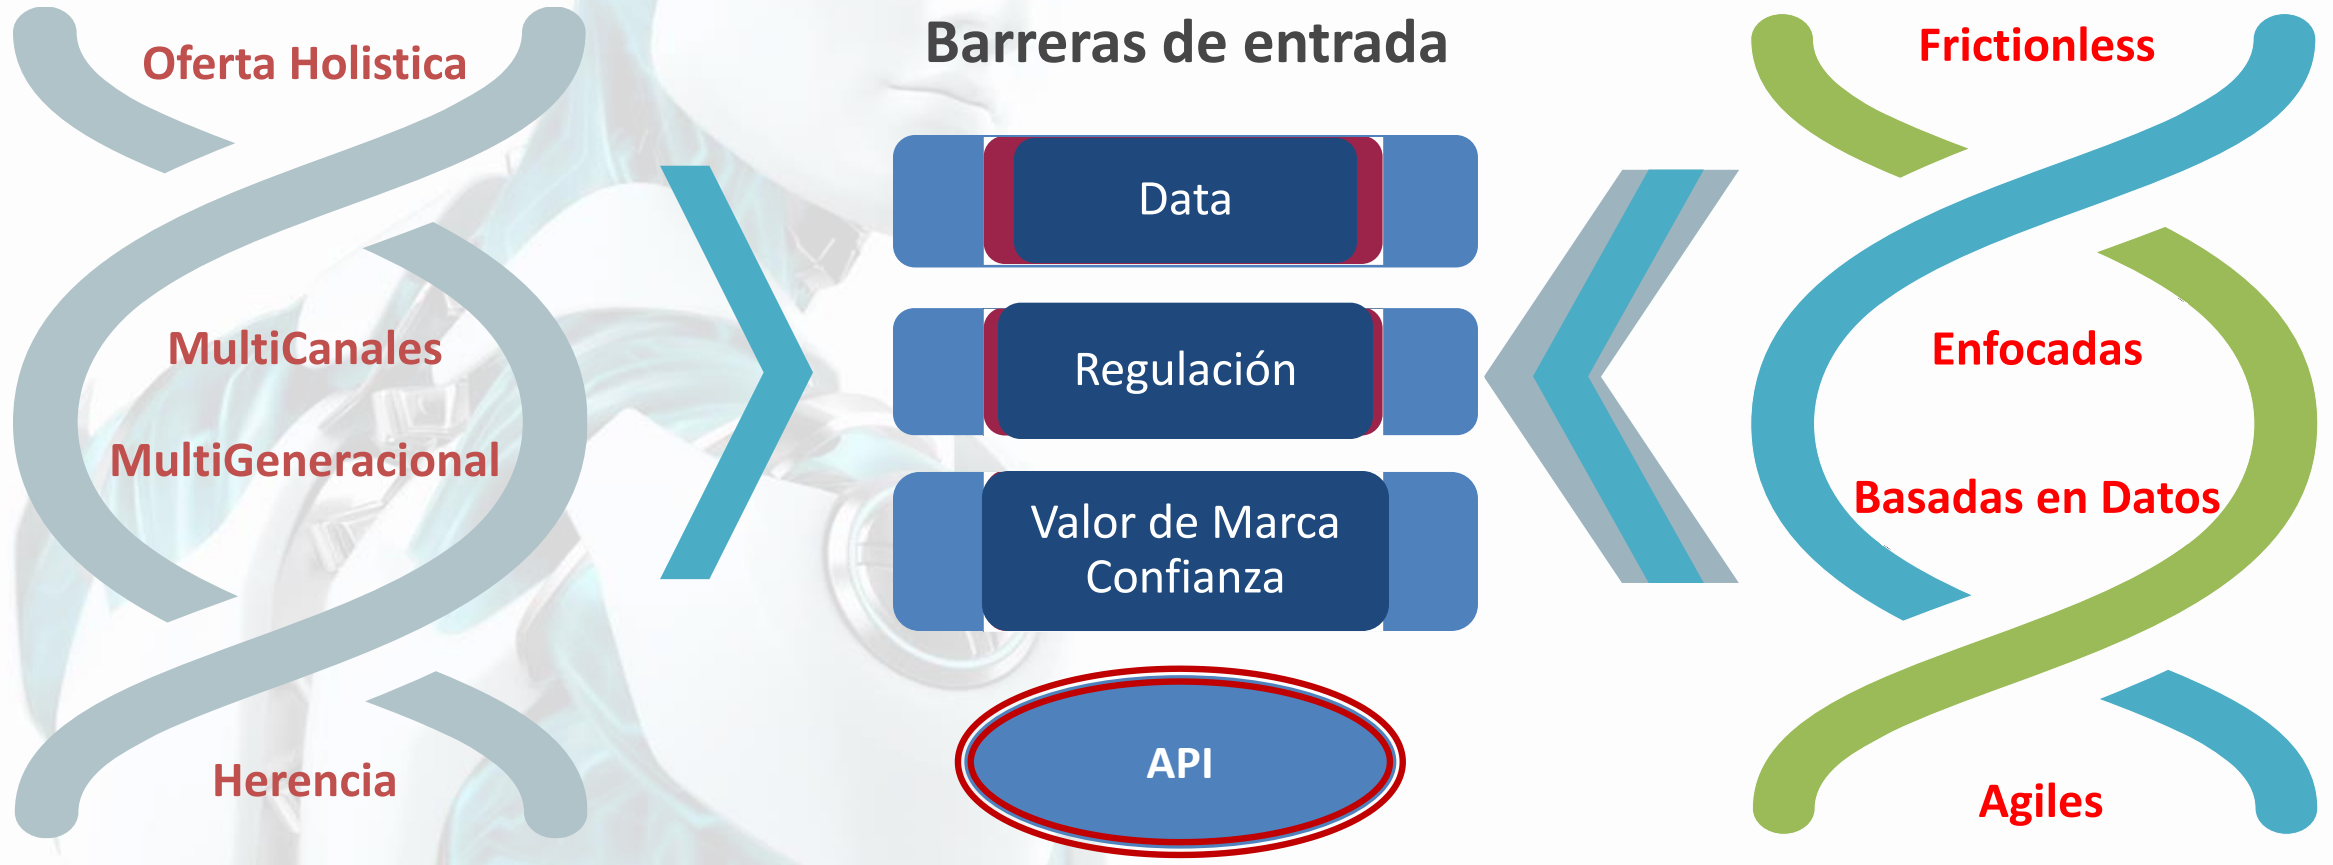 Oferta Holistica
MultiCanales
MultiGeneracional
Herencia
Barreras de entrada
Data
Regulación
Valor de Marca
Confianza
API
Frictionless
Enfocadas
Basadas en Datos
Agiles